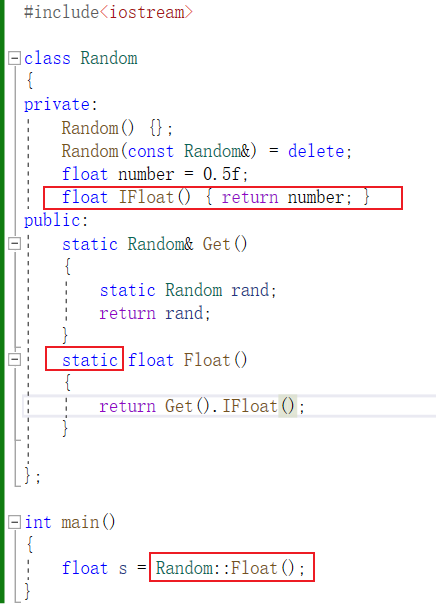 #include<iostream>
class Random
{
private:
Random() {};
Random(const Random&) = delete;
float number = 0.5f;
float IFloat() { return number; }
public:
static Random& Get()
{
static Random rand;
return rand;
}
static float Float()
{
return Get().IFloat();
}
};
int main()
{
float s = Random::Float();
}